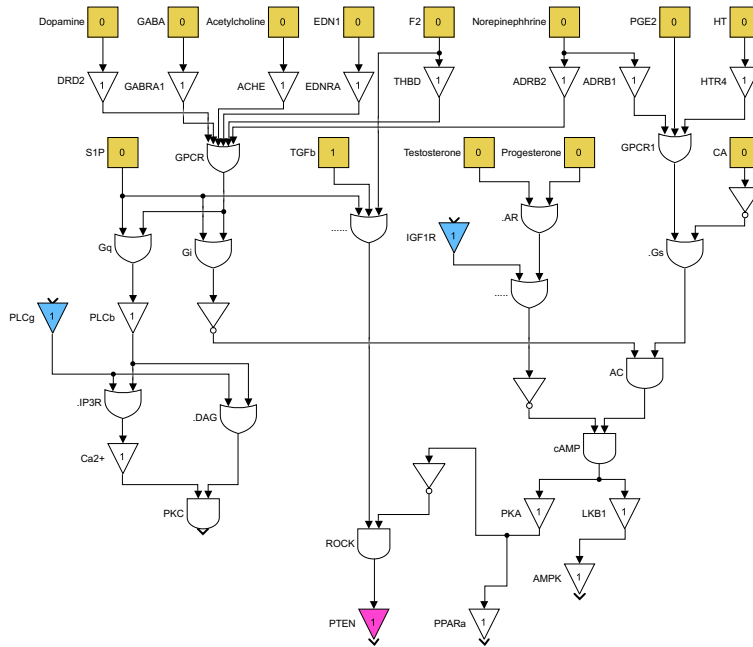 Dopamine 0 GABA 0 Acetylcholine 0 EDN1 0 F2 0 Norepinephhrine 0 PGE2 0 HT 0
DRD2 1 GABRA1 1 ACHE 1 EDNRA 1 THBD 1 ADRB2 1 ADRB1 1 HTR4 1
S1P 0 GPCR TGFb 1 Testosterone 0 Progesterone 0 GPCR1 CA 0
Gq Gi ...... IGF1R 1 .AR .Gs
PLCg 1 PLCb 1 .....
AC
.IP3R .DAG
Ca2+ 1 cAMP
PKC ROCK PKA 1 LKB1 1
AMPK 1
PTEN 1 PPARa 1